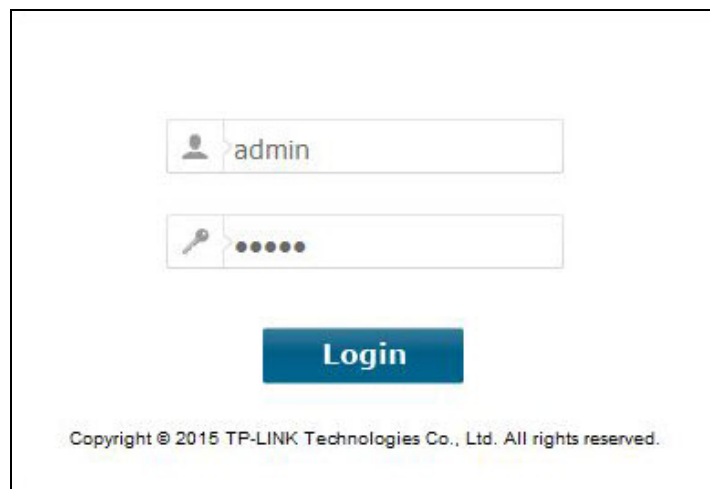 admin
•••••
Login
Copyright © 2015 TP-LINK Technologies Co., Ltd. All rights reserved.